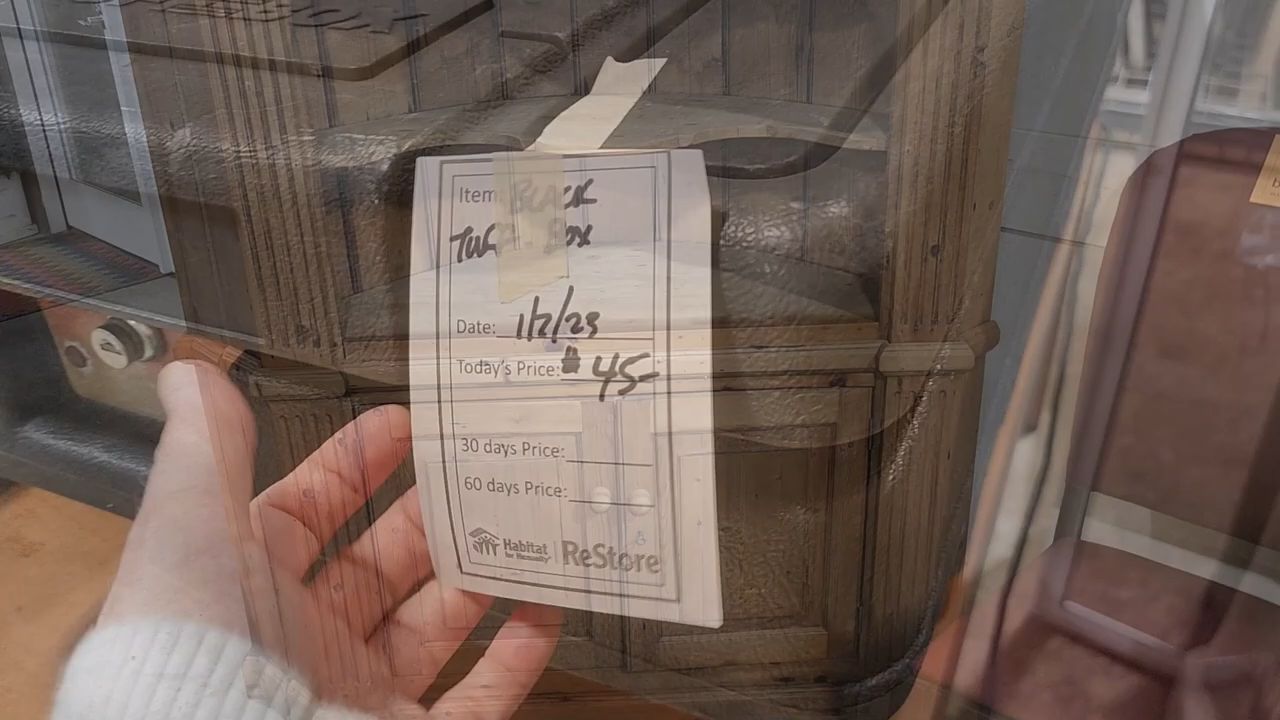 Item: BLACK
BOX
Date: 1/2/23
Today's Price: $45-
30 days Price:
60 days Price:
Habitat
for Humanity
ReStore